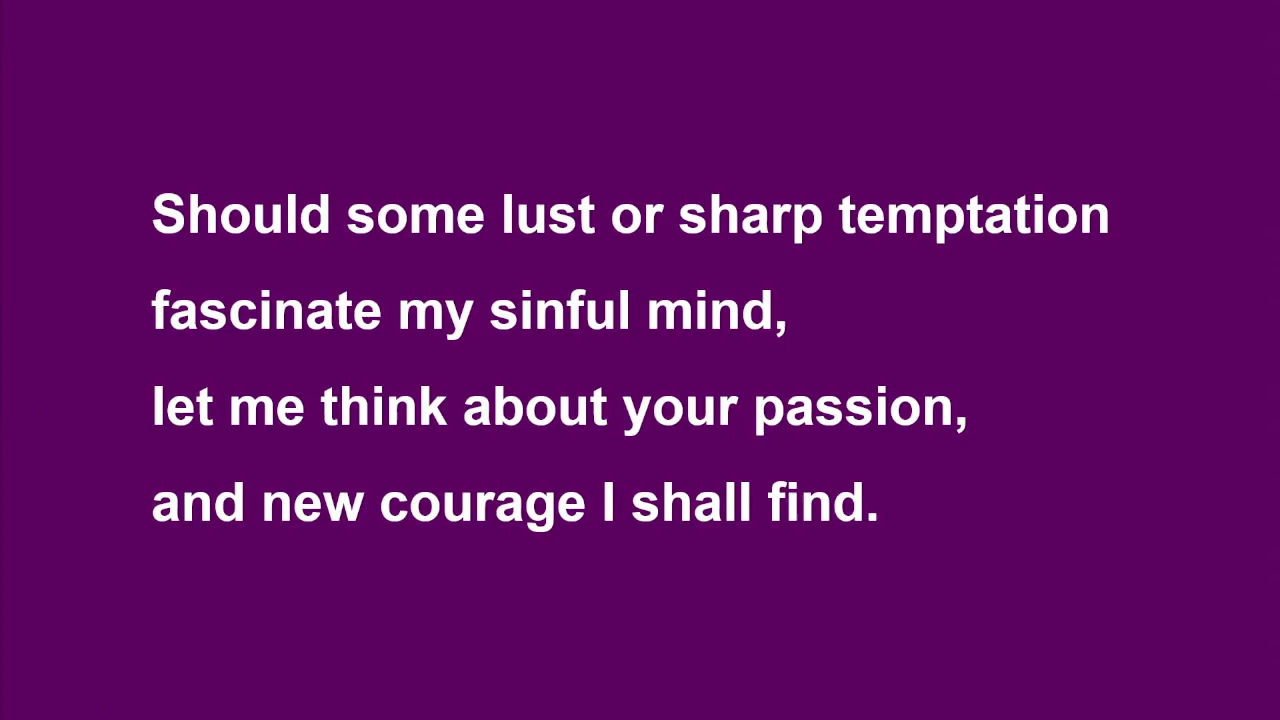 Should some lust or sharp temptation
fascinate my sinful mind,
let me think about your passion,
and new courage I shall find.